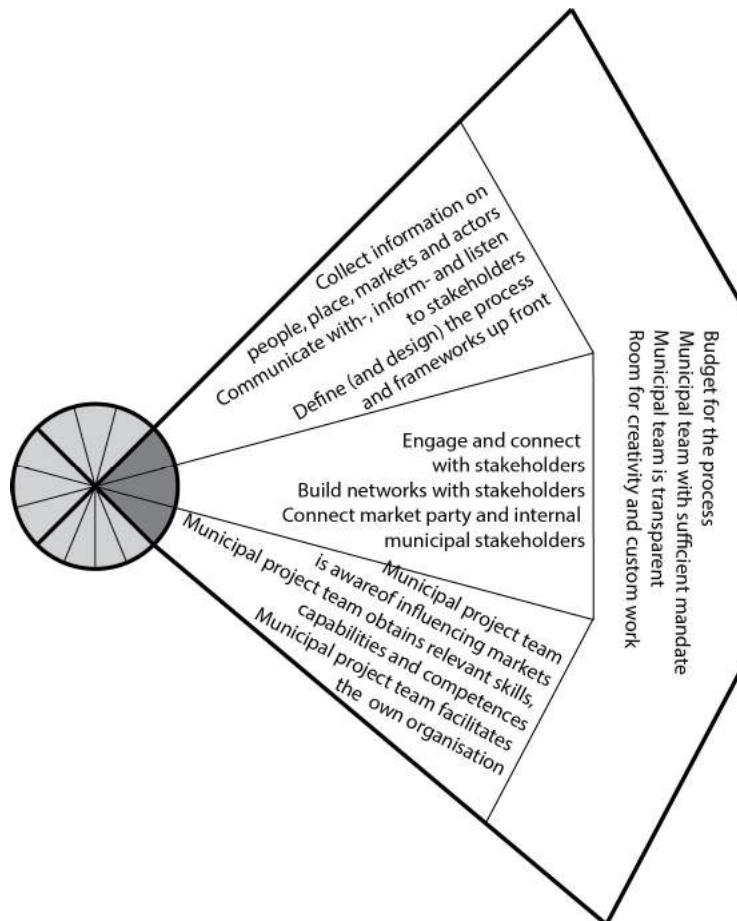 Collect information on
people, place, markets and actors
Communicate with-, inform- and listen
to stakeholders
Define (and design) the process
and frameworks up front
Engage and connect
with stakeholders
Build networks with stakeholders
Connect market party and internal
municipal stakeholders
Municipal project team
is awareof influencing markets
Municipal project team obtains relevant skills,
capabilities and competences
Municipal project team facilitates
the own organisation
Budget for the process
Municipal team with sufficient mandate
Municipal team is transparent
Room for creativity and custom work